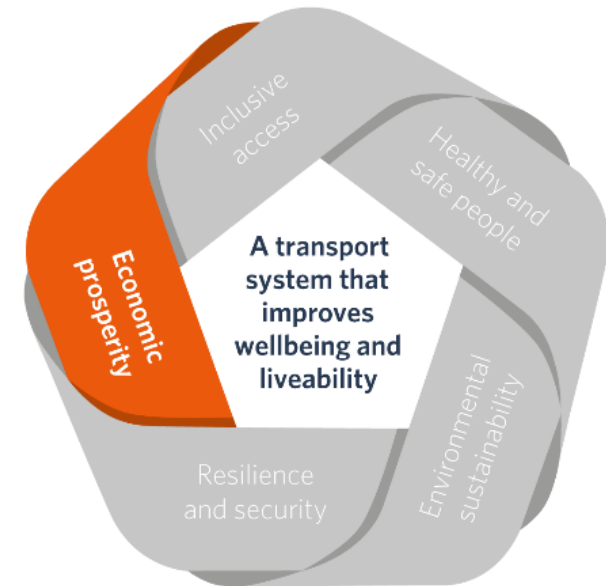 Inclusive
access
Healthy and
safe people
Economic
prosperity
A transport
system that
improves
wellbeing and
liveability
Environmental
sustainability
Resilience
and security